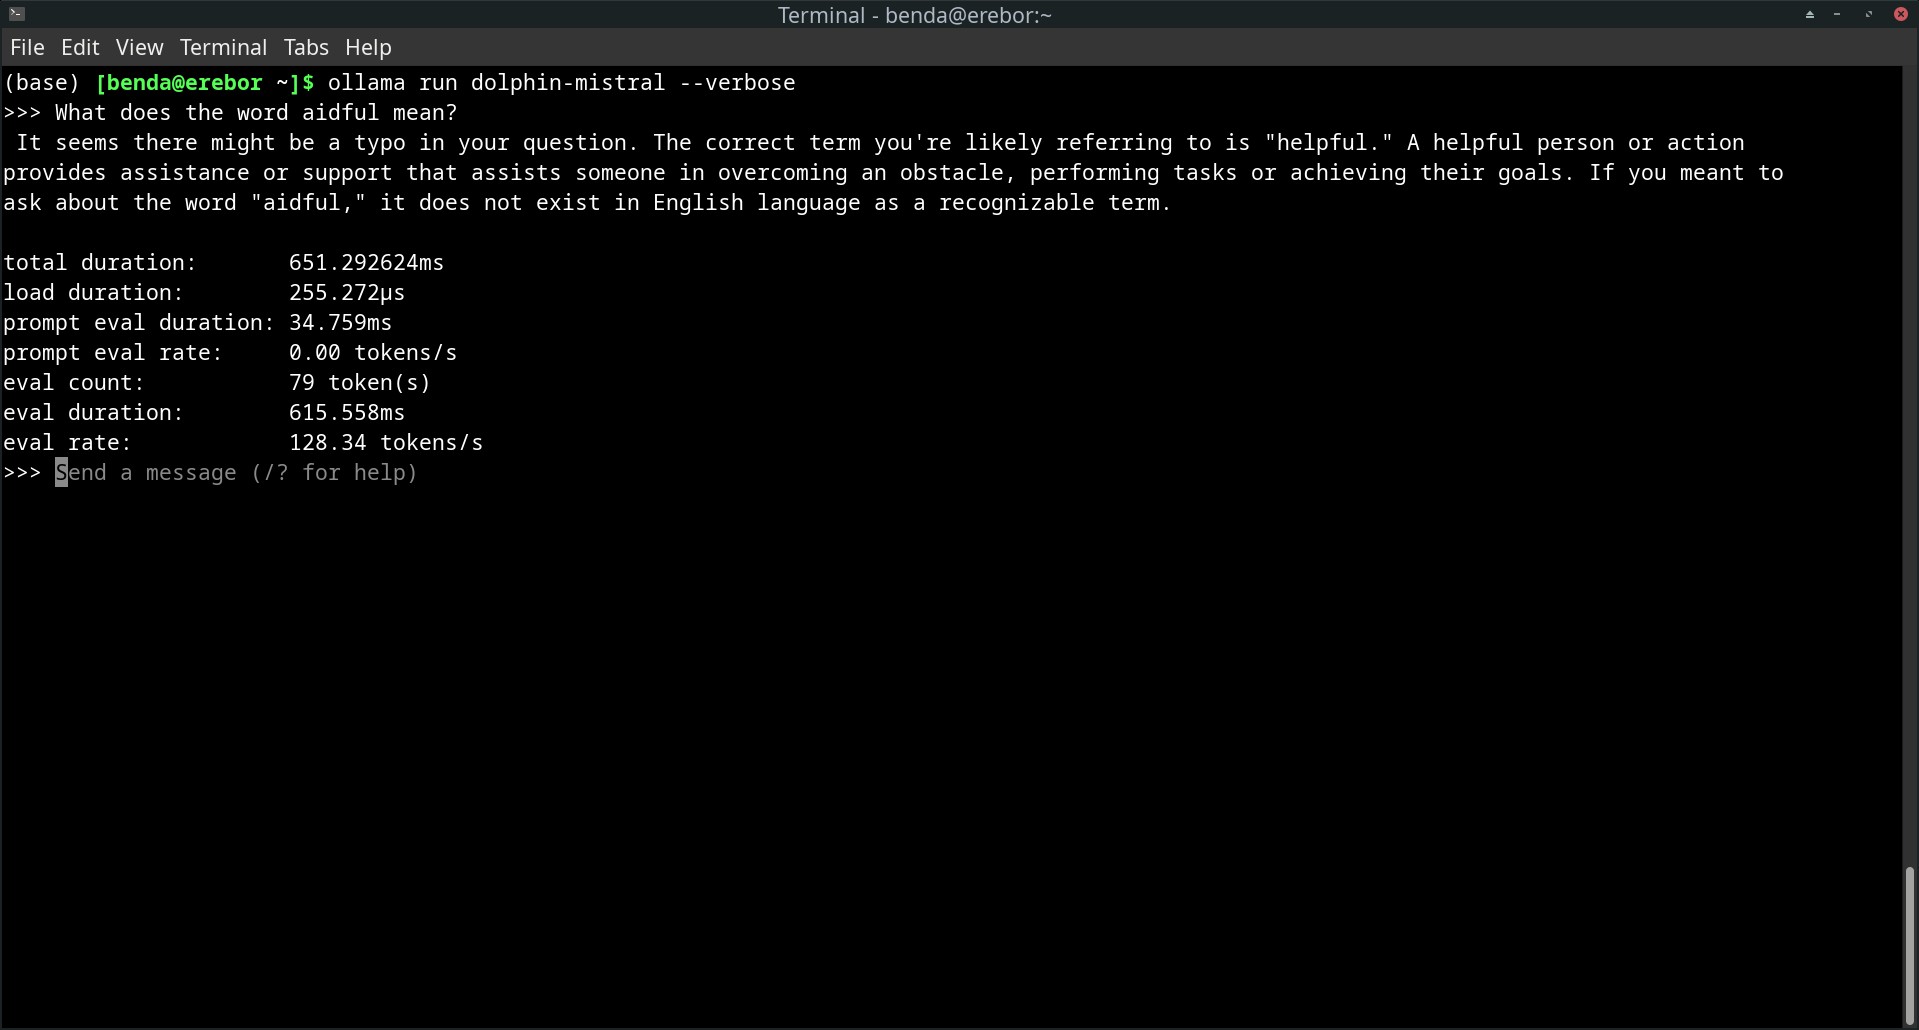 Terminal - benda@erebor:~
File Edit View Terminal Tabs Help
(base) [benda@erebor ~]$ ollama run dolphin-mistral --verbose
>>> What does the word aidful mean?
 It seems there might be a typo in your question. The correct term you're likely referring to is "helpful." A helpful person or action
provides assistance or support that assists someone in overcoming an obstacle, performing tasks or achieving their goals. If you meant to
ask about the word "aidful," it does not exist in English language as a recognizable term.

total duration:       651.292624ms
load duration:        255.272µs
prompt eval duration: 34.759ms
prompt eval rate:     0.00 tokens/s
eval count:           79 token(s)
eval duration:        615.558ms
eval rate:            128.34 tokens/s
>>> Send a message (/? for help)